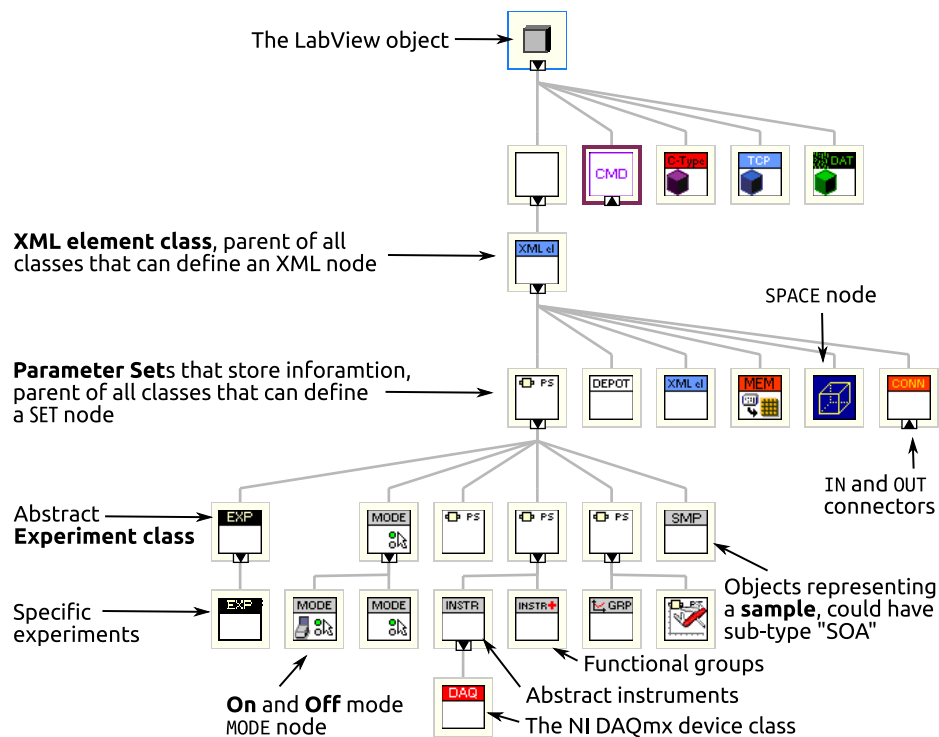 The LabView object
CMD
C-Type
TCP
DAT
XML element class, parent of all
classes that can define an XML node
XML el
SPACE node
Parameter Sets that store inforamtion,
parent of all classes that can define
a SET node
PS
DEPOT
XML el
MEM
CONN
IN and OUT
connectors
Abstract
Experiment class
EXP
MODE
PS
PS
PS
SMP
Objects representing
a sample, could have
sub-type "SOA"
Specific
experiments
EXP
MODE
MODE
INSTR
INSTR+
GRP
PS
Functional groups
On and Off mode
MODE node
DAQ
Abstract instruments
The NI DAQmx device class